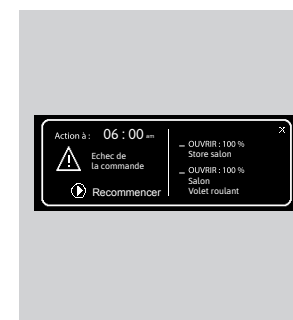 Action à : 06 : 00 am
Echec de
la commande
Recommencer
X
– OUVRIR : 100 %
Store salon
– OUVRIR : 100 %
Salon
Volet roulant